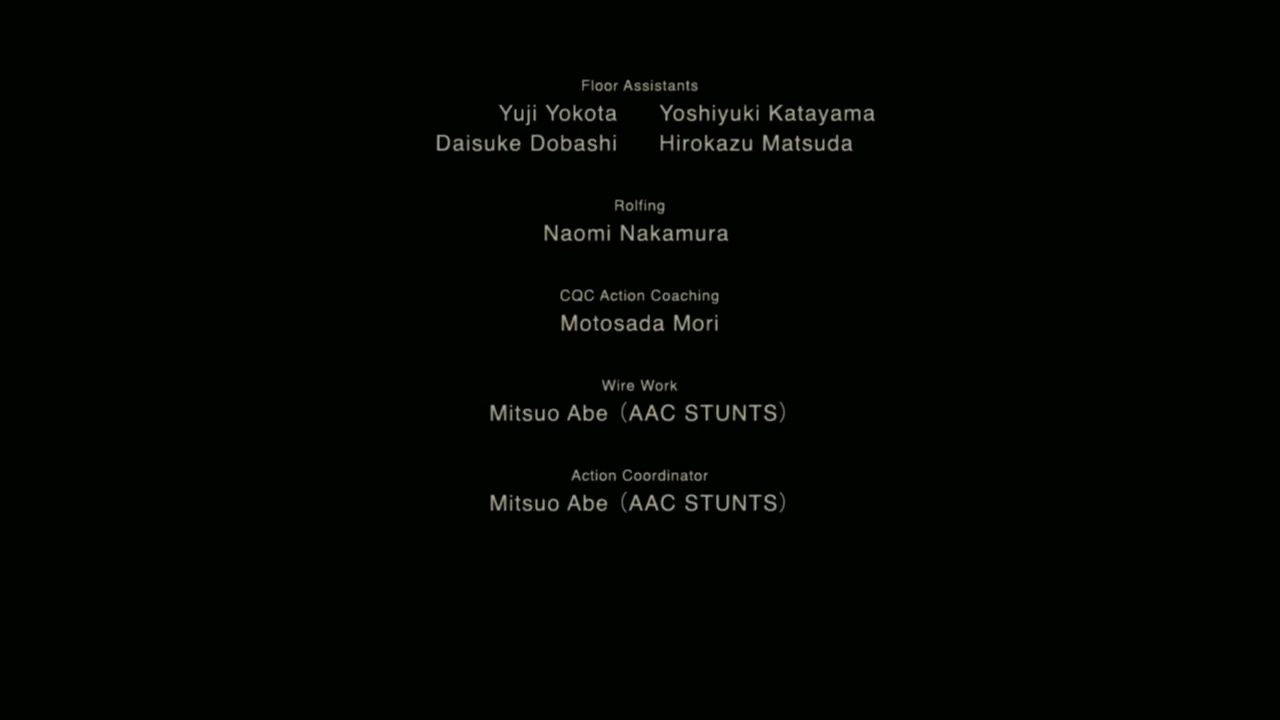 Floor Assistants
Yuji Yokota Yoshiyuki Katayama
Daisuke Dobashi Hirokazu Matsuda
Rolfing
Naomi Nakamura
CQC Action Coaching
Motosada Mori
Wire Work
Mitsuo Abe（AAC STUNTS）
Action Coordinator
Mitsuo Abe（AAC STUNTS）